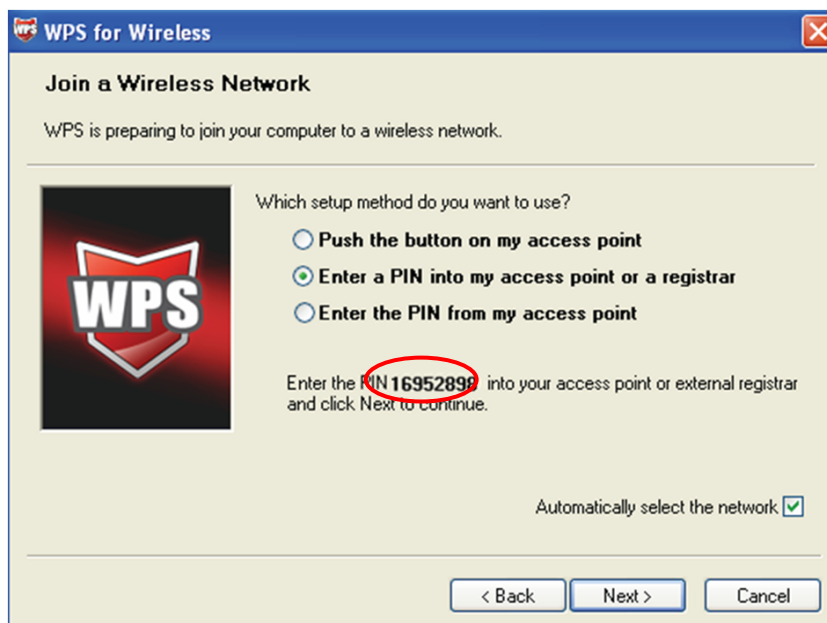 WPS for Wireless
Join a Wireless Network
WPS is preparing to join your computer to a wireless network.
Which setup method do you want to use?
Push the button on my access point
Enter a PIN into my access point or a registrar
Enter the PIN from my access point
WPS
Enter the PIN 16952898 into your access point or external registrar
and click Next to continue.
Automatically select the network
< Back
Next >
Cancel